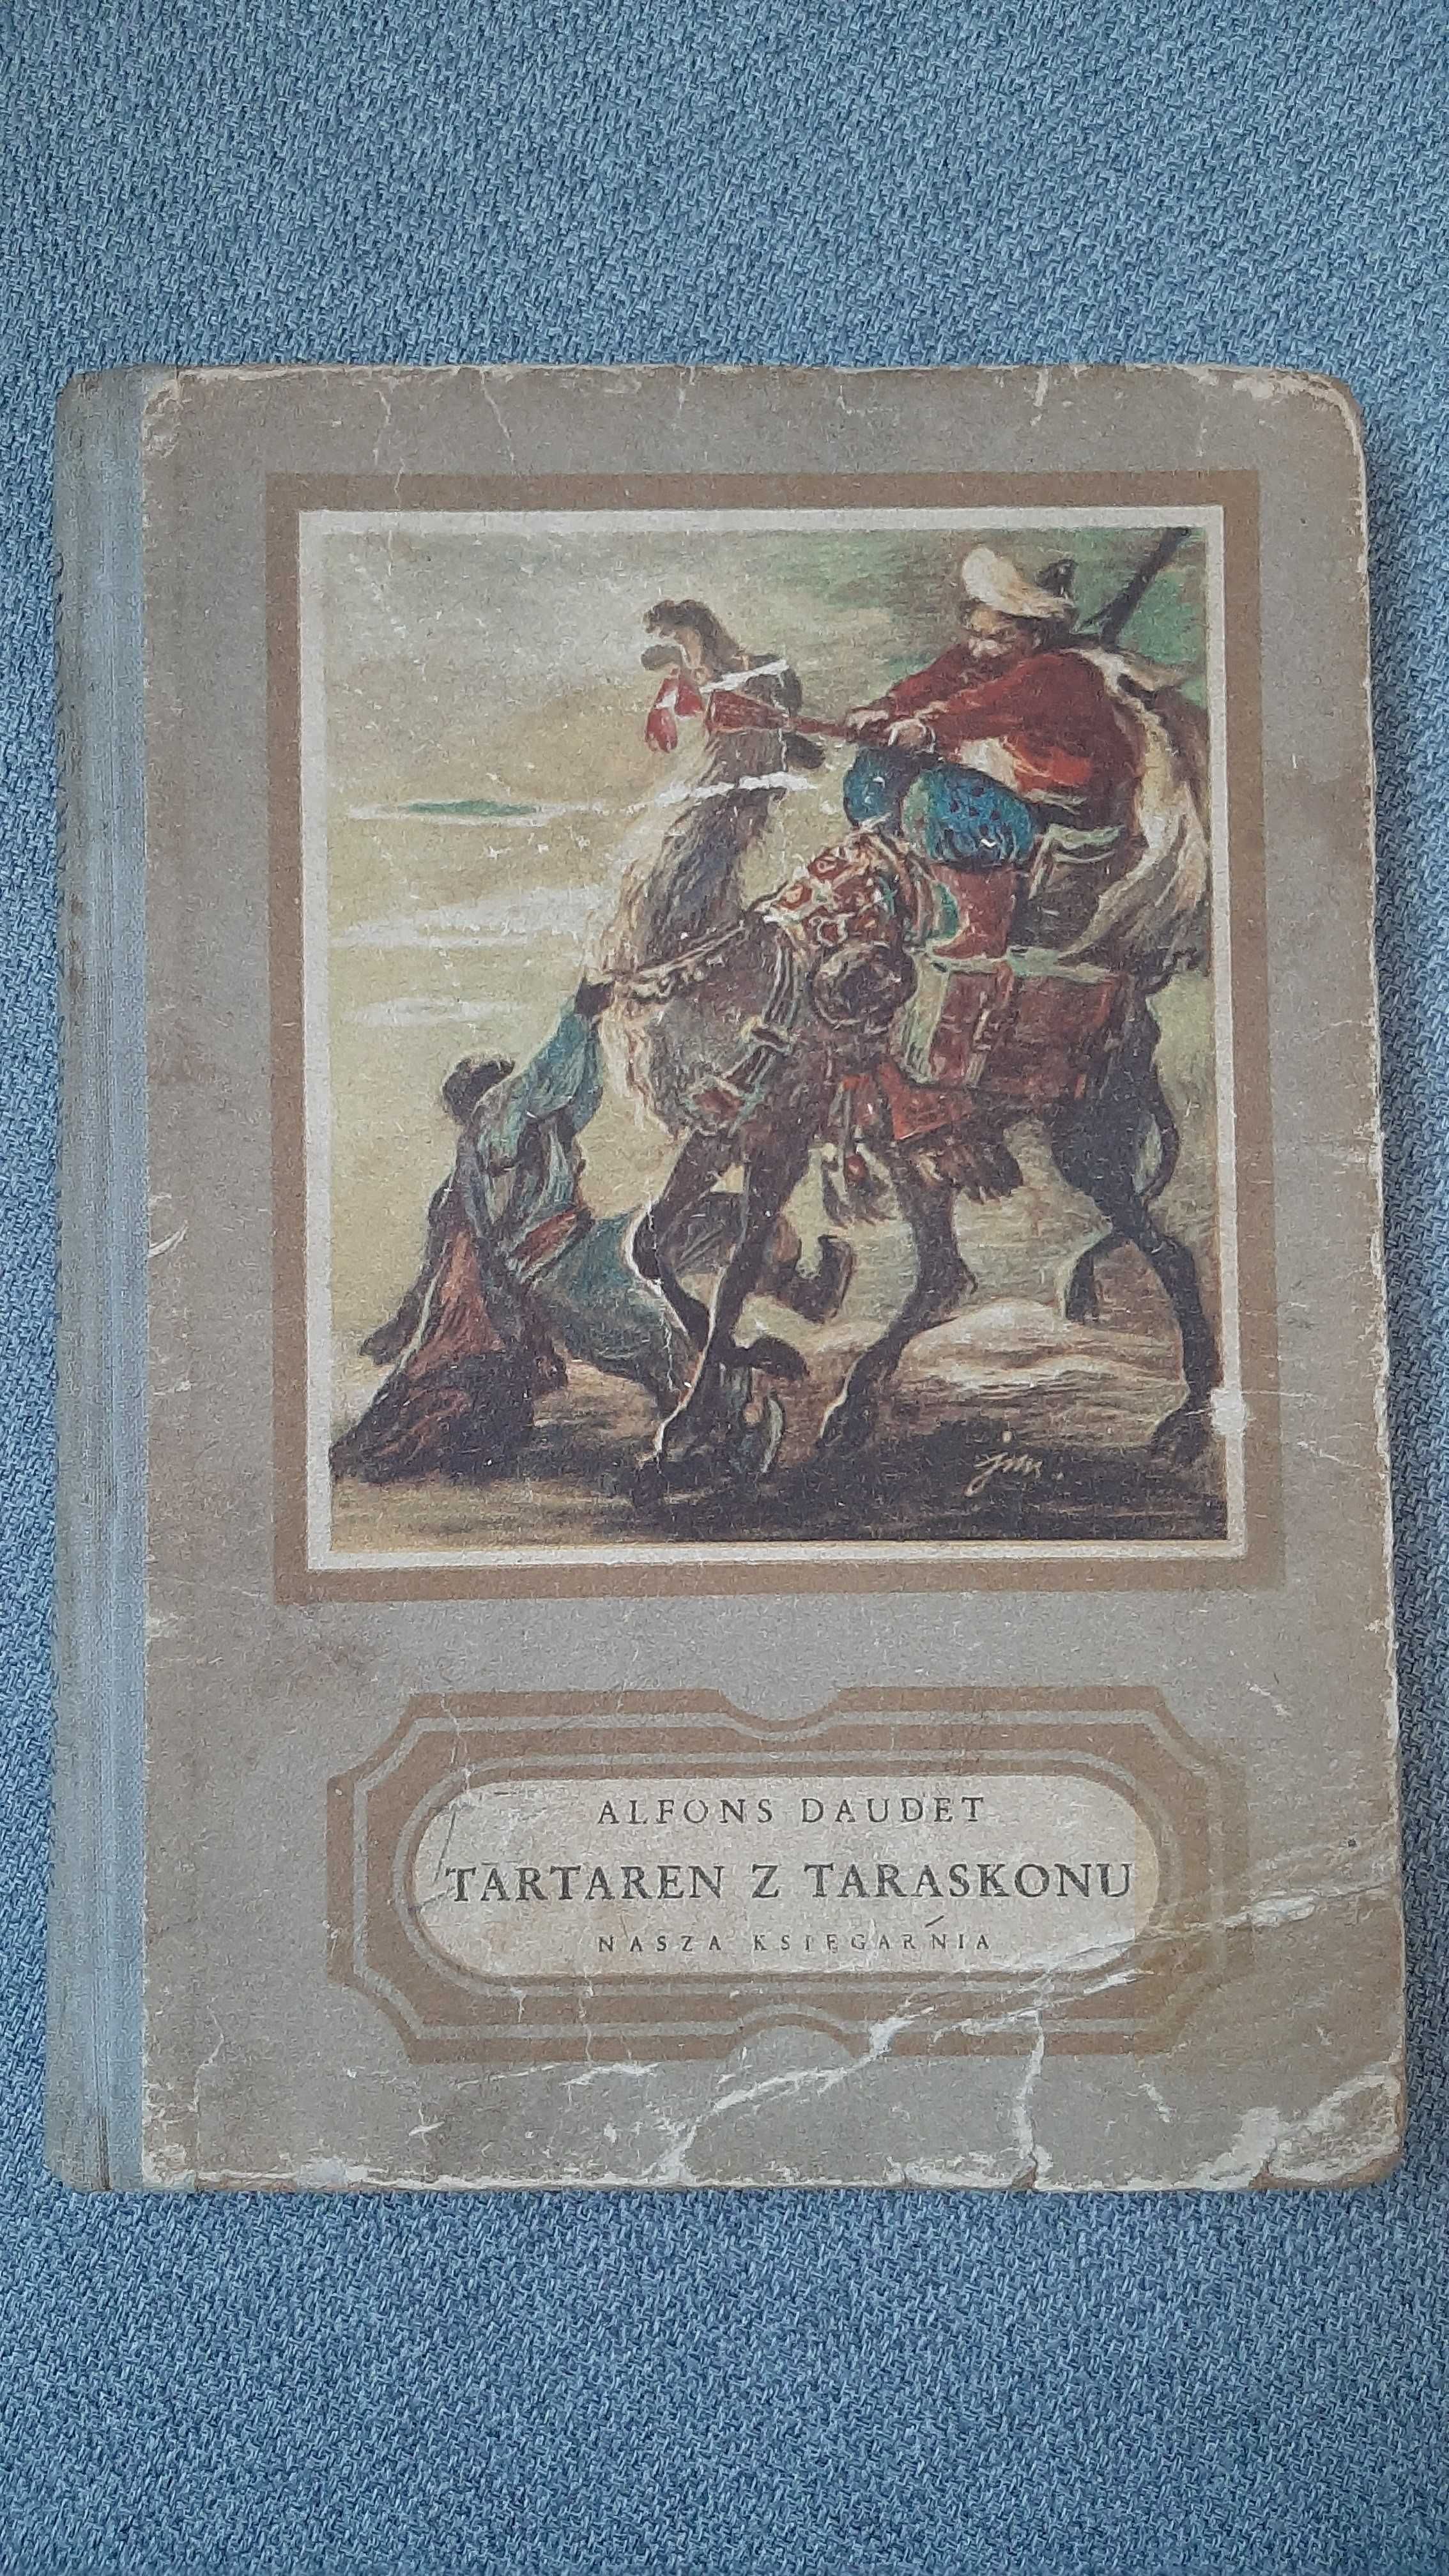 ALFONS DAUDET
TARTAREN Z TARASKONU
NASZA KSIĘGARNIA